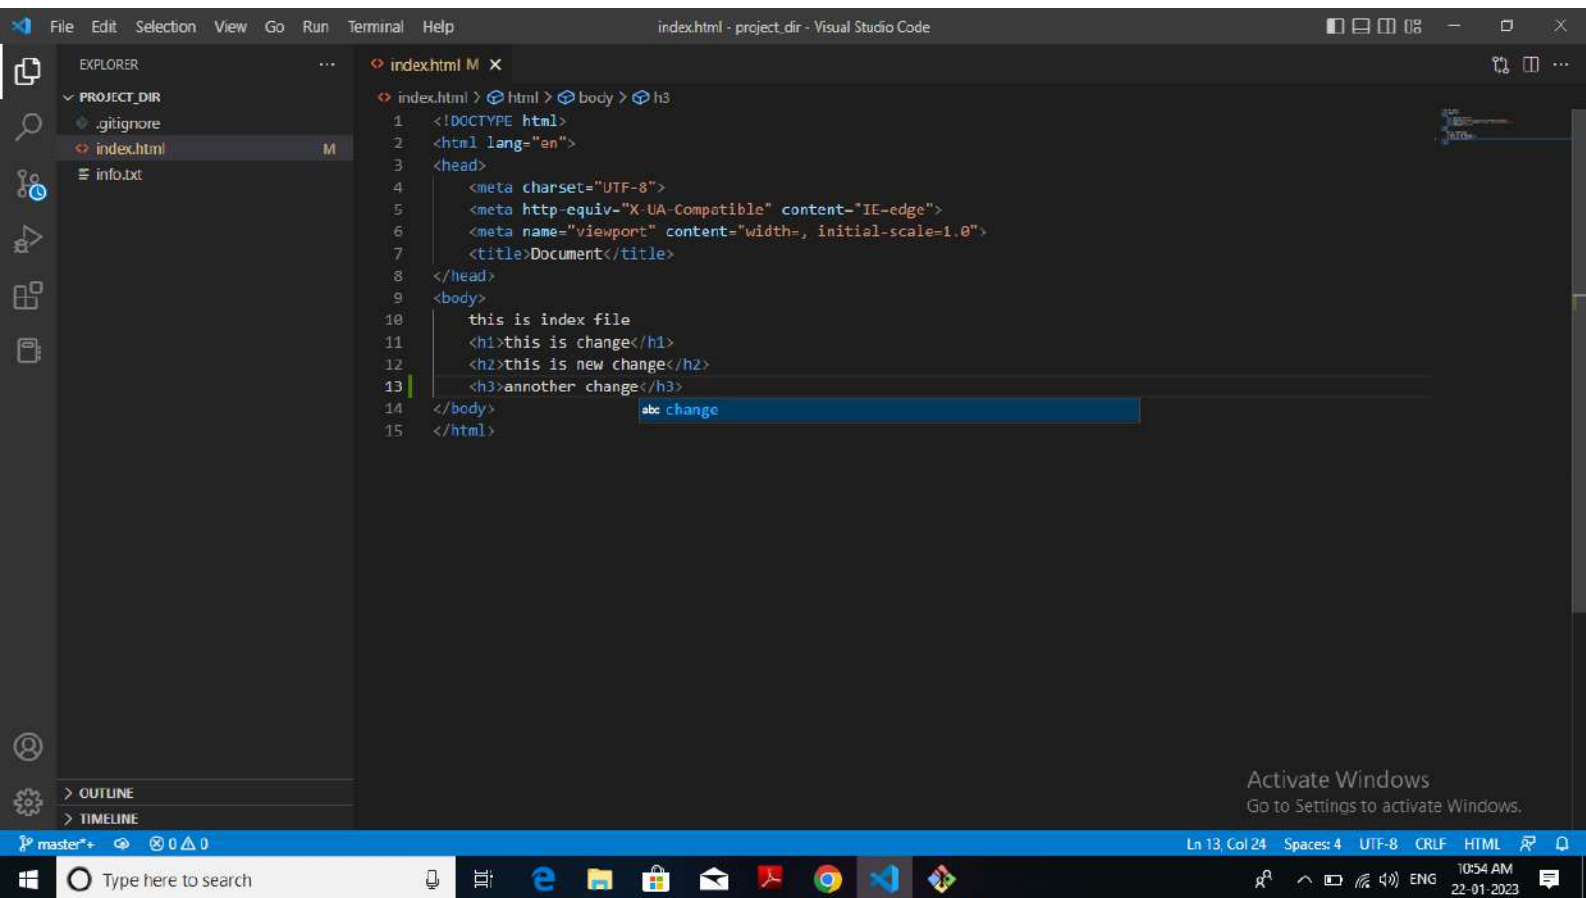 File Edit Selection View Go Run Terminal Help index.html - project_dir - Visual Studio Code
EXPLORER
index.html M
PROJECT_DIR
index.html > html > body > h3
.gitignore
index.html M
info.txt
1 <!DOCTYPE html>
2 <html lang="en">
3 <head>
4 <meta charset="UTF-8">
5 <meta http-equiv="X-UA-Compatible" content="IE=edge">
6 <meta name="viewport" content="width=, initial-scale=1.0">
7 <title>Document</title>
8 </head>
9 <body>
10 this is index file
11 <h1>this is change</h1>
12 <h2>this is new change</h2>
13 <h3>annother change</h3>
14 </body>
abc change
15 </html>
OUTLINE
TIMELINE
Activate Windows
Go to Settings to activate Windows.
master*+ 0 0 Ln 13, Col 24 Spaces: 4 UTF-8 CRLF HTML
Type here to search
ENG
10:54 AM
22-01-2023